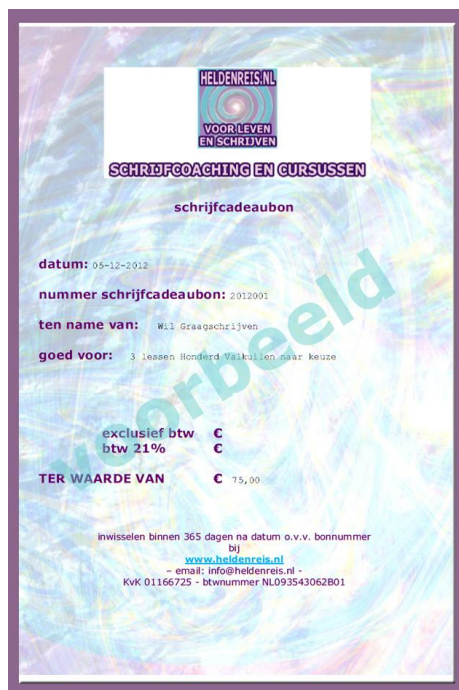 HELDENREIS.NL
VOOR LEVEN
EN SCHRIJVEN
SCHRIJFCOACHING EN CURSUSSEN
schrijfcadeaubon
datum: 05-12-2012
nummer schrijfcadeaubon: 2012001
ten name van: Wil Graagschrijven
goed voor: 3 lessen Honderd Valkuilen naar keuze
voorbeeld
exclusief btw €
btw 21% €
TER WAARDE VAN € 75,00
inwisselen binnen 365 dagen na datum o.v.v. bonnummer
bij
www.heldenreis.nl
– email: info@heldenreis.nl -
KvK 01166725 - btwnummer NL093543062B01